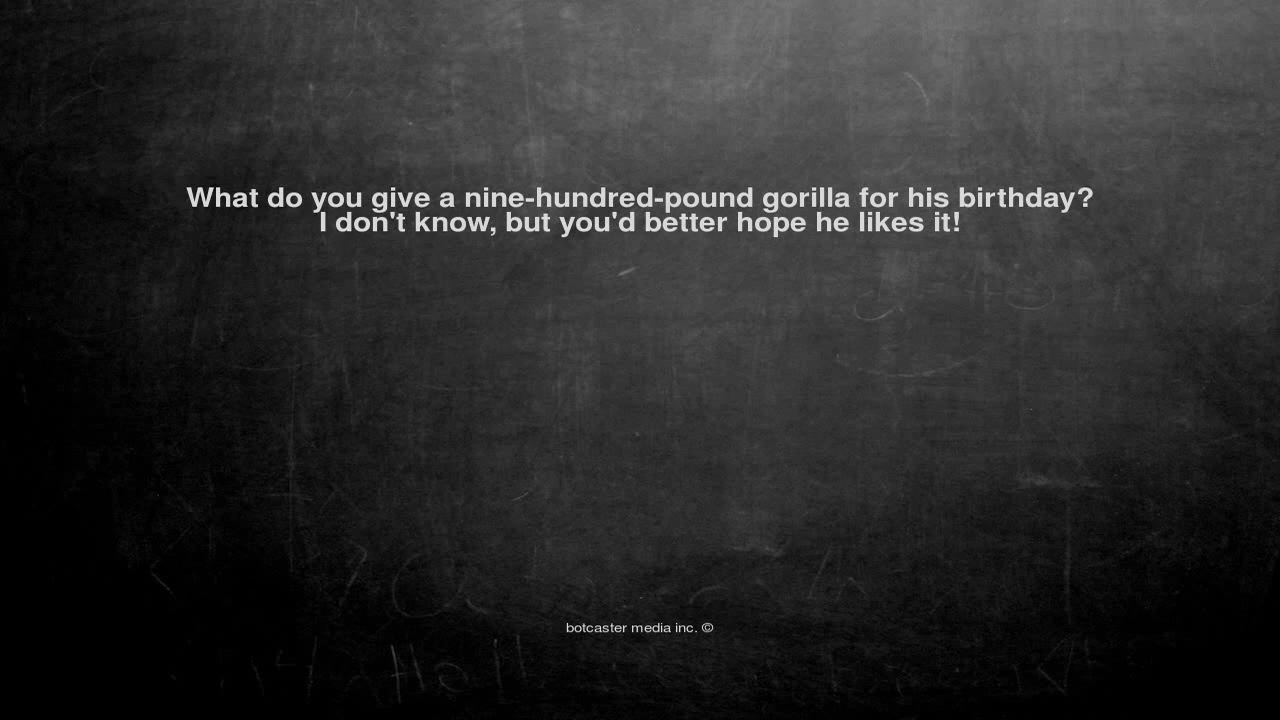 What do you give a nine-hundred-pound gorilla for his birthday?
I don't know, but you'd better hope he likes it!
botcaster media inc. ©